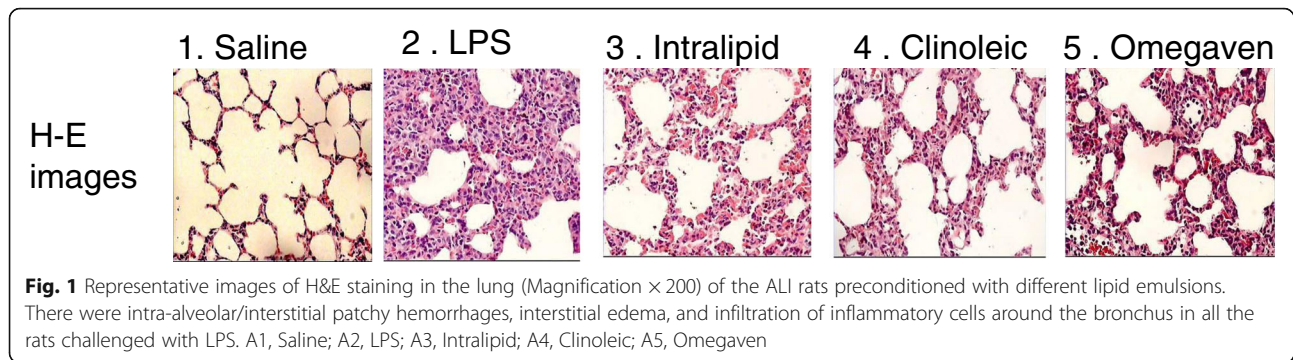 1. Saline 2 . LPS 3 . Intralipid 4 . Clinoleic 5 . Omegaven
H-E
images
Fig. 1 Representative images of H&E staining in the lung (Magnification × 200) of the ALI rats preconditioned with different lipid emulsions.
There were intra-alveolar/interstitial patchy hemorrhages, interstitial edema, and infiltration of inflammatory cells around the bronchus in all the
rats challenged with LPS. A1, Saline; A2, LPS; A3, Intralipid; A4, Clinoleic; A5, Omegaven